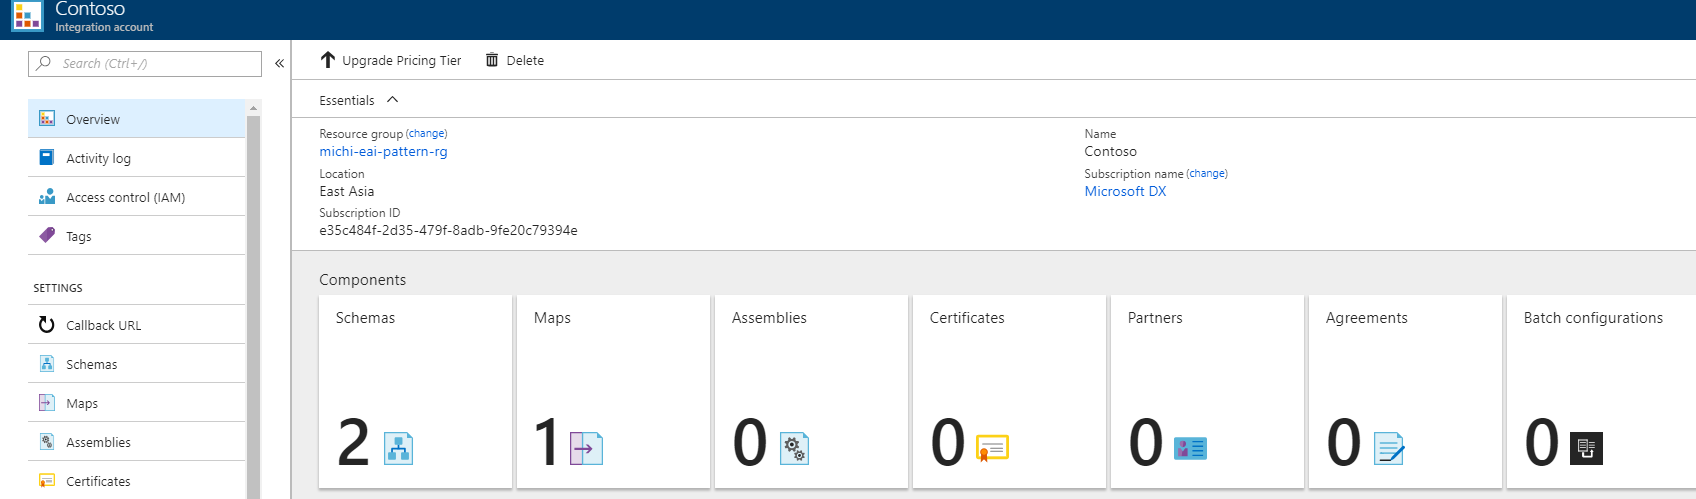 Contoso
Integration account
Search (Ctrl+/)
«
Overview
Activity log
Access control (IAM)
Tags
SETTINGS
Callback URL
Schemas
Maps
Assemblies
Certificates
Upgrade Pricing Tier
Delete
Essentials
Resource group (change)
michi-eai-pattern-rg
Location
East Asia
Subscription ID
e35c484f-2d35-479f-8adb-9fe20c79394e
Name
Contoso
Subscription name (change)
Microsoft DX
Components
Schemas
2
Maps
1
Assemblies
0
Certificates
0
Partners
0
Agreements
0
Batch configurations
0